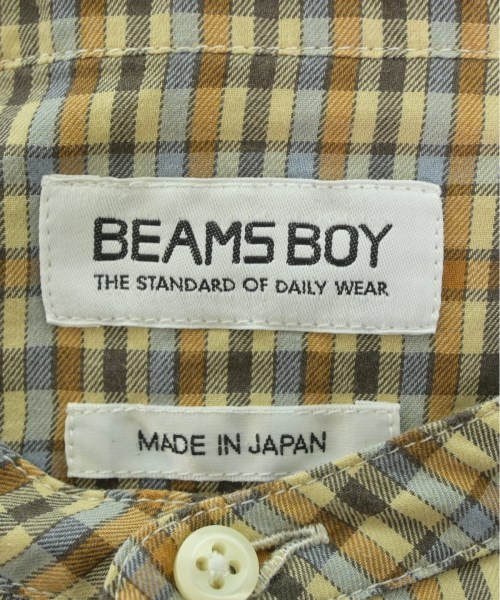 BEAMS BOY
THE STANDARD OF DAILY WEAR
MADE IN JAPAN